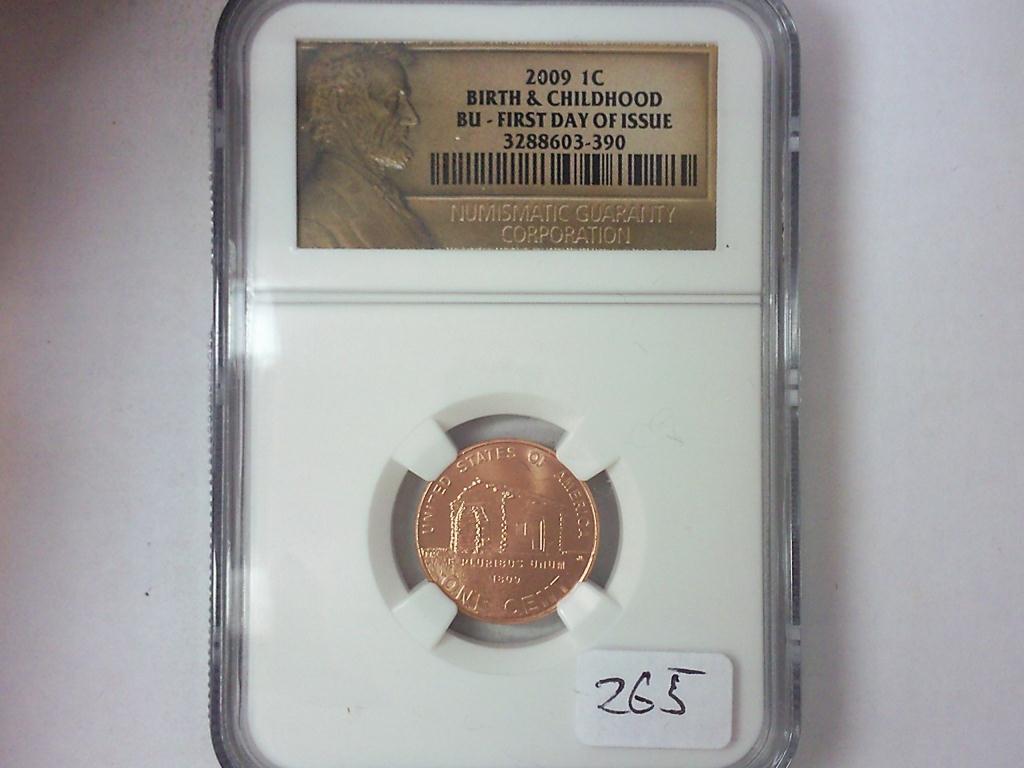 2009 1C
BIRTH & CHILDHOOD
BU - FIRST DAY OF ISSUE
3288603-390
NUMISMATIC GUARANTY
CORPORATION
UNITED STATES OF AMERICA
E PLURIBUS UNUM
1809
ONE CENT
265